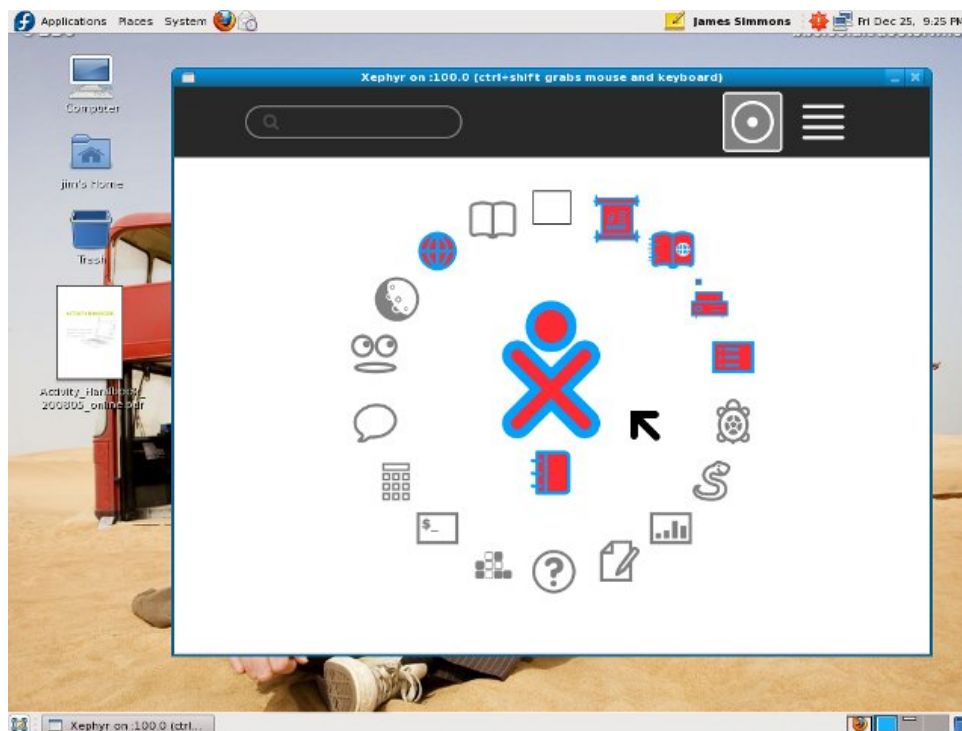 Applications Places System
James Simmons
Fri Dec 25, 9:25 PM
Computer
jim's Home
Trash
Activity_Handbook_
200805_online.pdf
Xephyr on :100.0 (ctrl+shift grabs mouse and keyboard)
$_
?
Xephyr on :100.0 (ctrl...